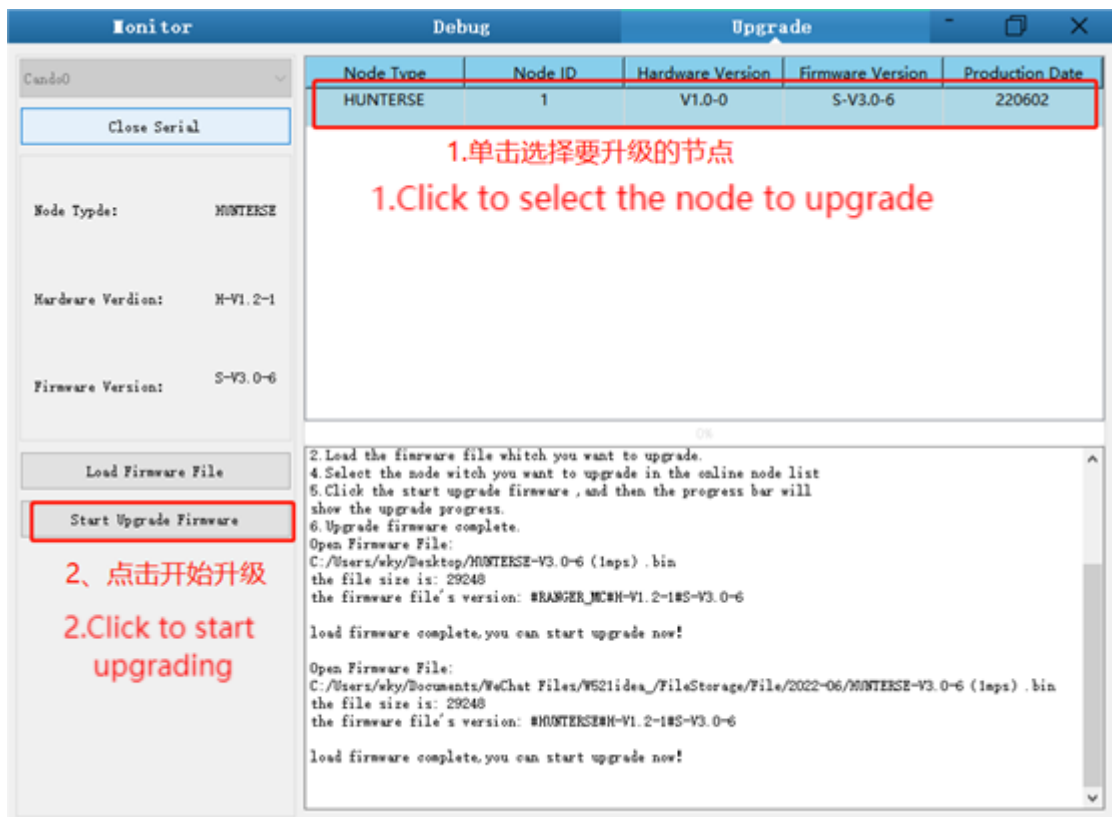 Monitor
Debug
Upgrade
Cando0
Close Serial
Node Typde: HUNTERSE
Hardware Verdion: H-V1.2-1
Firmware Version: S-V3.0-6
Load Firmware File
Start Upgrade Firmware
2、点击开始升级
2.Click to start
upgrading
Node Type Node ID Hardware Version Firmware Version Production Date
HUNTERSE 1 V1.0-0 S-V3.0-6 220602
1.单击选择要升级的节点
1.Click to select the node to upgrade
0%
2.Load the finrware file whitch you want to upgrade.
4.Select the node witch you want to upgrade in the online node list
5.Click the start upgrade firmware ,and then the progress bar will
show the upgrade progress.
6.Upgrade firmware complete.
Open Firmware File:
C:/Users/wky/Desktop/HUNTERSE-V3.0-6 (1mps) .bin
the file size is: 29248
the firmware file's version: #RANGER_MC#H-V1.2-1#S-V3.0-6
load firmware complete,you can start upgrade now!
Open Firmware File:
C:/Users/wky/Documents/WeChat Files/W521idea_/FileStorage/File/2022-06/HUNTERSE-V3.0-6 (1mps) .bin
the file size is: 29248
the firmware file's version: #HUNTERSE#H-V1.2-1#S-V3.0-6
load firmware complete,you can start upgrade now!